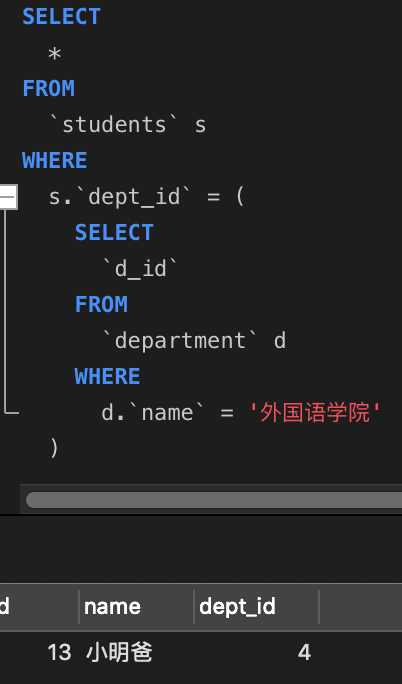 SELECT
*
FROM
`students` s
WHERE
s.`dept_id` = (
SELECT
`d_id`
FROM
`department` d
WHERE
d.`name` = '外国语学院'
)
d name dept_id
13 小明爸 4